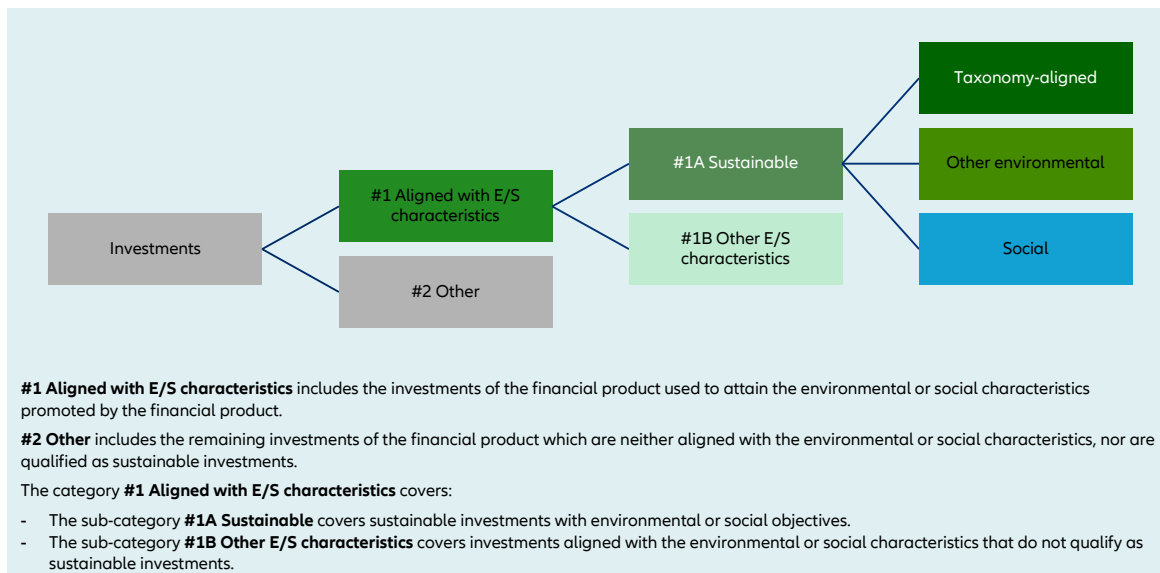 Taxonomy-aligned
#1A Sustainable
Other environmental
#1 Aligned with E/S
characteristics
#1B Other E/S
characteristics
Investments
Social
#2 Other
#1 Aligned with E/S characteristics includes the investments of the financial product used to attain the environmental or social characteristics
promoted by the financial product.
#2 Other includes the remaining investments of the financial product which are neither aligned with the environmental or social characteristics, nor are
qualified as sustainable investments.
The category #1 Aligned with E/S characteristics covers:
- The sub-category #1A Sustainable covers sustainable investments with environmental or social objectives.
- The sub-category #1B Other E/S characteristics covers investments aligned with the environmental or social characteristics that do not qualify as
sustainable investments.